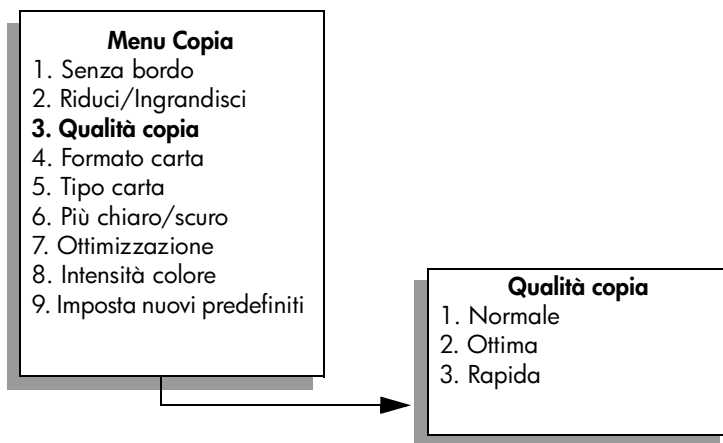 Menu Copia
1. Senza bordo
2. Riduci/Ingrandisci
3. Qualità copia
4. Formato carta
5. Tipo carta
6. Più chiaro/scuro
7. Ottimizzazione
8. Intensità colore
9. Imposta nuovi predefiniti
Qualità copia
1. Normale
2. Ottima
3. Rapida